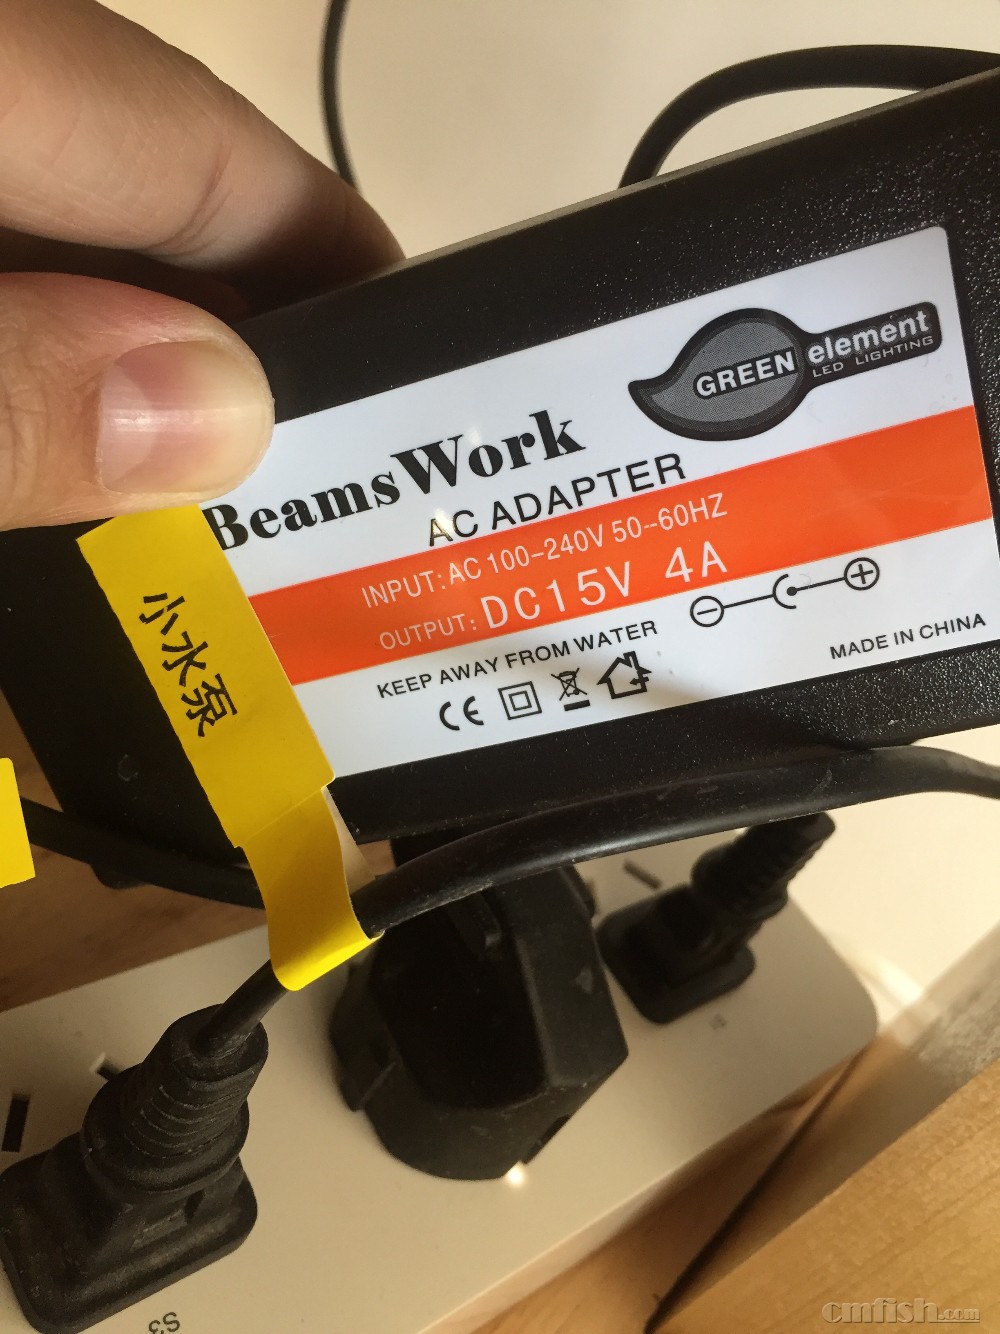 GREEN element
LED LIGHTING
BeamsWork
AC ADAPTER
INPUT: AC 100-240V 50--60HZ
OUTPUT: DC15V 4A
KEEP AWAY FROM WATER
CE
MADE IN CHINA
小水泵
S3
cmfish.com